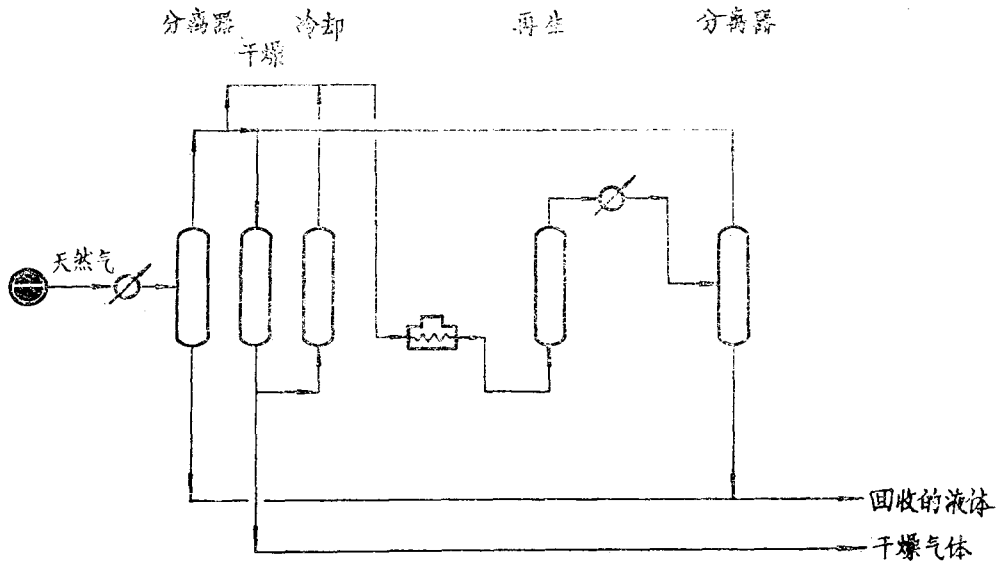 分离器 冷却 再生 分离器
干燥
天然气
回收的液体
干燥气体